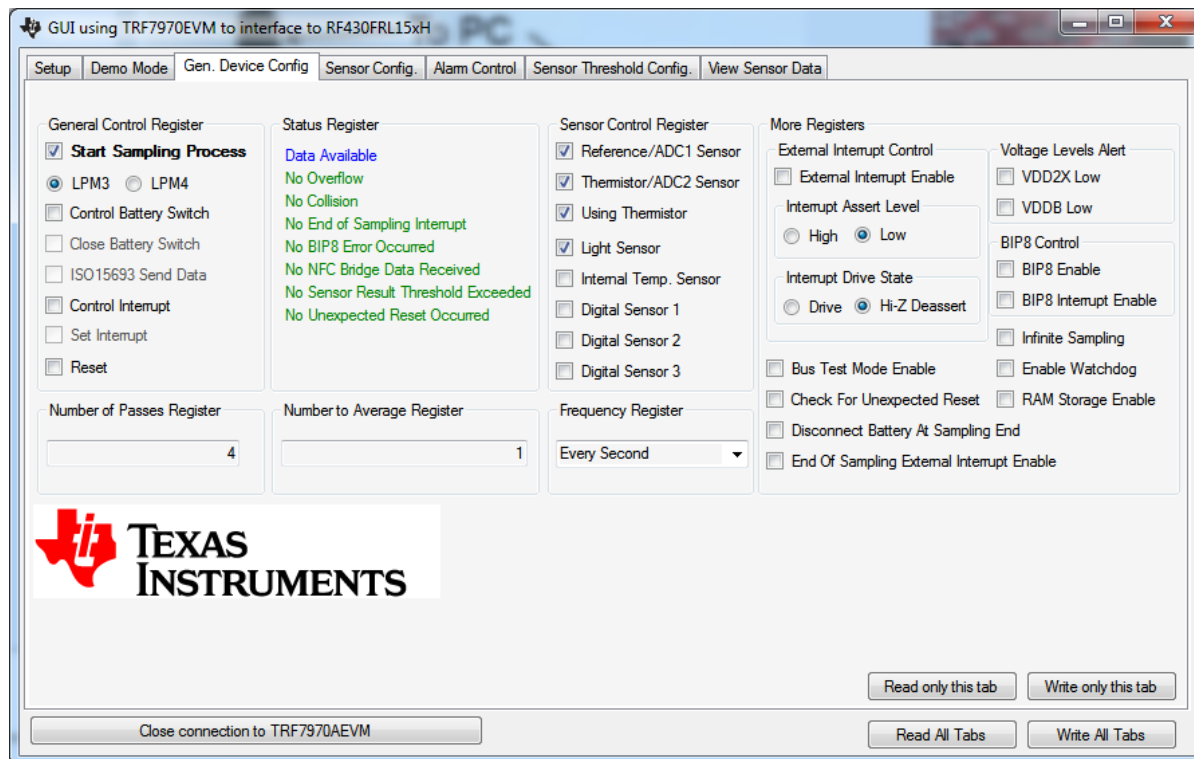 GUI using TRF7970EVM to interface to RF430FRL15xH
To PC
Setup Demo Mode Gen. Device Config Sensor Config. Alarm Control Sensor Threshold Config. View Sensor Data
General Control Register
Start Sampling Process
LPM3 LPM4
Control Battery Switch
Close Battery Switch
ISO15693 Send Data
Control Interrupt
Set Interrupt
Reset
Status Register
Data Available
No Overflow
No Collision
No End of Sampling Interrupt
No BIP8 Error Occurred
No NFC Bridge Data Received
No Sensor Result Threshold Exceeded
No Unexpected Reset Occurred
Sensor Control Register
Reference/ADC1 Sensor
Thermistor/ADC2 Sensor
Using Thermistor
Light Sensor
Internal Temp. Sensor
Digital Sensor 1
Digital Sensor 2
Digital Sensor 3
More Registers
External Interrupt Control
External Interrupt Enable
Interrupt Assert Level
High Low
Interrupt Drive State
Drive Hi-Z Deassert
Voltage Levels Alert
VDD2X Low
VDDB Low
BIP8 Control
BIP8 Enable
BIP8 Interrupt Enable
Infinite Sampling
Bus Test Mode Enable Enable Watchdog
Check For Unexpected Reset RAM Storage Enable
Disconnect Battery At Sampling End
End Of Sampling External Interrupt Enable
Number of Passes Register
4
Number to Average Register
1
Frequency Register
Every Second
TEXAS
INSTRUMENTS
Read only this tab Write only this tab
Close connection to TRF7970AEVM
Read All Tabs Write All Tabs